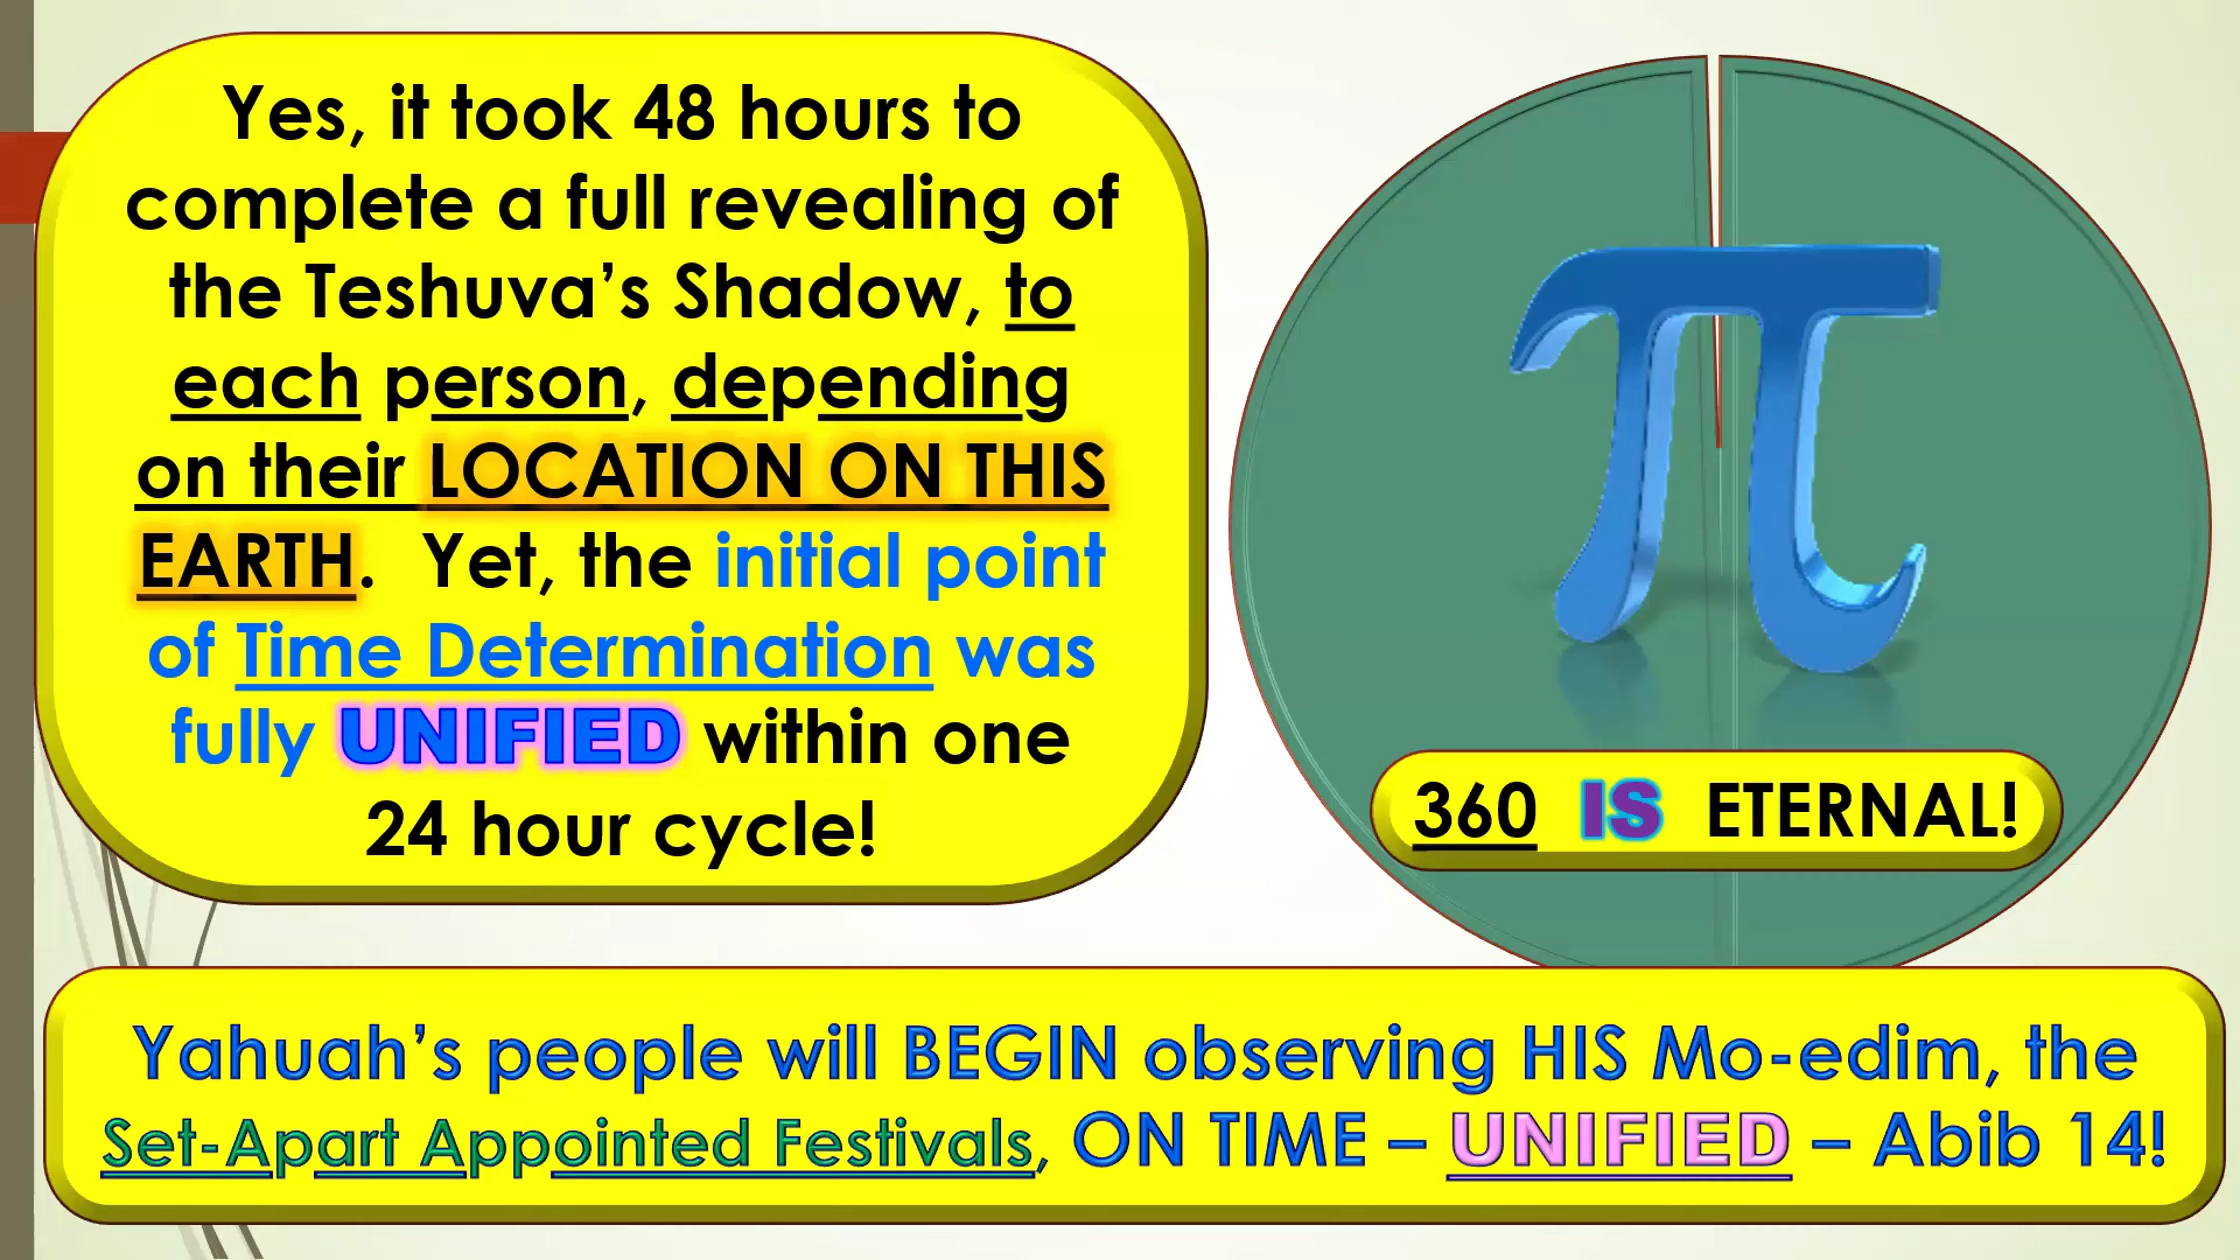 Yes, it took 48 hours to
complete a full revealing of
the Teshuva’s Shadow, to
each person, depending
on their LOCATION ON THIS
EARTH. Yet, the initial point
of Time Determination was
fully UNIFIED within one
24 hour cycle!
π
360 IS ETERNAL!
Yahuah’s people will BEGIN observing HIS Mo-edim, the
Set-Apart Appointed Festivals, ON TIME – UNIFIED – Abib 14!